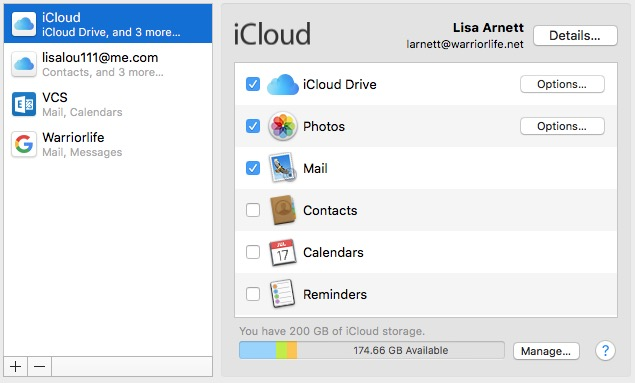 iCloud
iCloud Drive, and 3 more...
lisalou111@me.com
Contacts, and 3 more...
VCS
Mail, Calendars
Warriorlife
Mail, Messages
+ −
iCloud
Lisa Arnett
larnett@warriorlife.net
Details...
iCloud Drive
Options...
Photos
Options...
Mail
Contacts
JUL
17
Calendars
Reminders
You have 200 GB of iCloud storage.
174.66 GB Available
Manage...
?